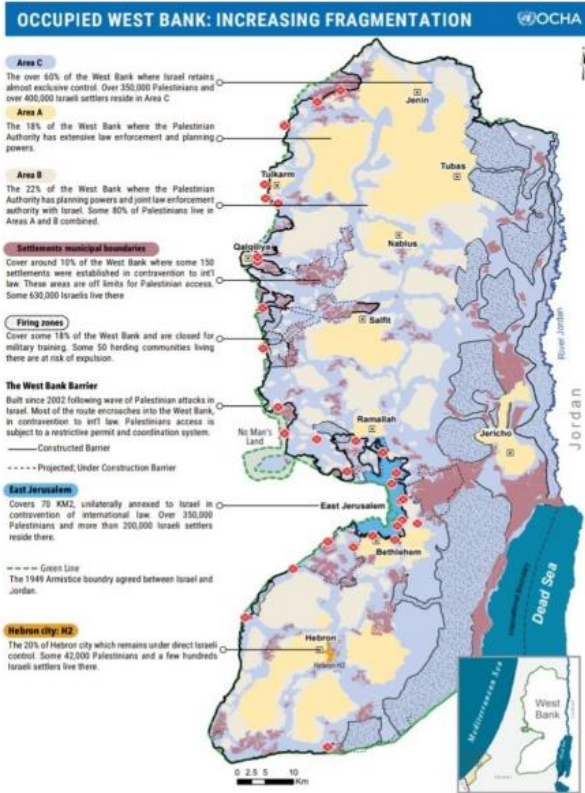 OCCUPIED WEST BANK: INCREASING FRAGMENTATION
OCHA
Area C
The over 60% of the West Bank where Israel retains
almost exclusive control. Over 350,000 Palestinians and
over 400,000 Israeli settlers reside in Area C
Area A
The 18% of the West Bank where the Palestinian
Authority has extensive law enforcement and planning
powers.
Area B
The 22% of the West Bank where the Palestinian
Authority has planning powers and joint law enforcement
authority with Israel. Some 80% of Palestinians live in
Areas A and B combined.
Settlements municipal boundaries
Cover around 10% of the West Bank where some 150
settlements were established in contravention to int'l
law. These areas are off limits for Palestinian access.
Some 630,000 Israelis live there
Firing zones
Cover some 18% of the West Bank and are closed for
military training. Some 50 herding communities living
there are at risk of expulsion.
The West Bank Barrier
Built since 2002 following wave of Palestinian attacks in
Israel. Most of the route encroaches into the West Bank,
in contravention to int'l law. Palestinians access is
subject to a restrictive permit and coordination system.
Constructed Barrier
Projected; Under Construction Barrier
East Jerusalem
Covers 70 KM2, unilaterally annexed to Israel in
contravention of international law. Over 350,000
Palestinians and more than 200,000 Israeli settlers
reside there.
Green Line
The 1949 Armistice boundry agreed between Israel and
Jordan.
Hebron city: H2
The 20% of Hebron city which remains under direct Israeli
control. Some 42,000 Palestinians and a few hundreds
Israeli settlers live there.
Jenin
Tulkarm
Tubas
Nablus
Qalqiliya
Salfit
River Jordan
Jordan
Ramallah
Jericho
No Man's
Land
East Jerusalem
Bethlehem
Dead Sea
Hebron
Hebron H2
0 2.5 5 10
Km
Mediterranean Sea
West
Bank